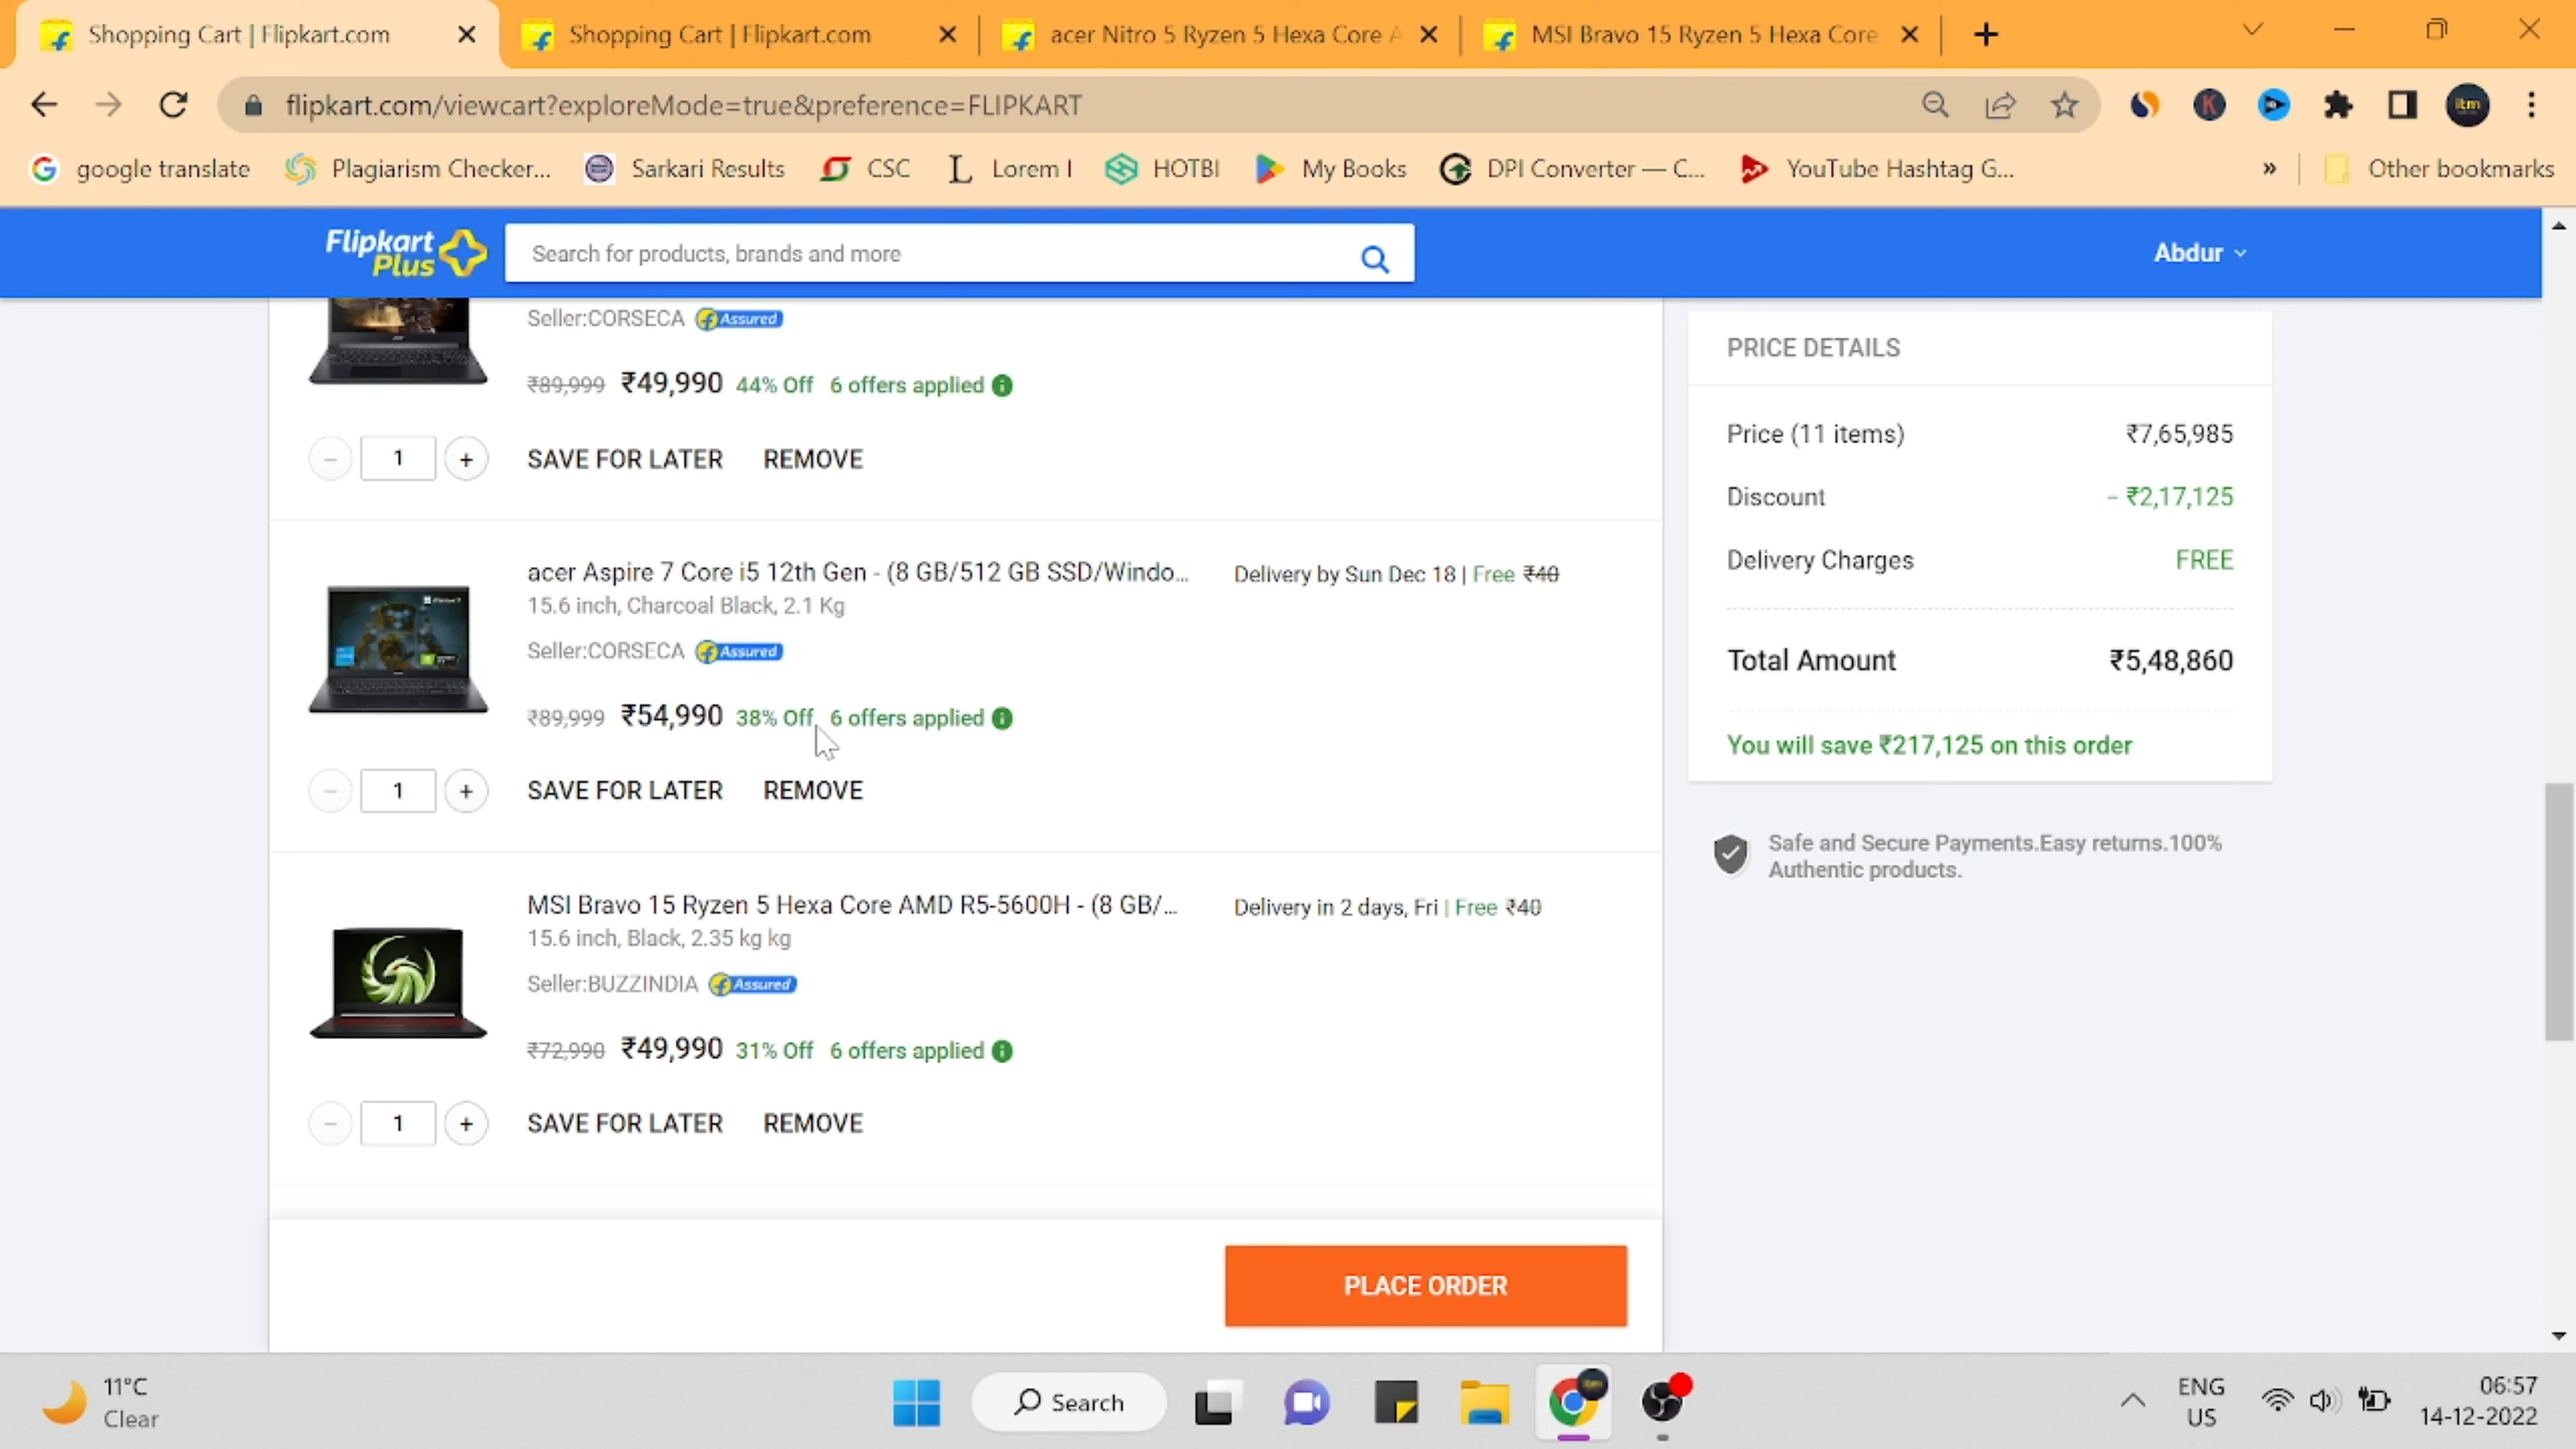 Shopping Cart | Flipkart.com
Shopping Cart | Flipkart.com
acer Nitro 5 Ryzen 5 Hexa Core A
MSI Bravo 15 Ryzen 5 Hexa Core
flipkart.com/viewcart?exploreMode=true&preference=FLIPKART
google translate
Plagiarism Checker...
Sarkari Results
CSC
Lorem I
HOTBI
My Books
DPI Converter — C...
YouTube Hashtag G...
»
Other bookmarks
Flipkart
Plus
Search for products, brands and more
Abdur
Seller:CORSECA Assured
₹89,999 ₹49,990 44% Off 6 offers applied
1
SAVE FOR LATER REMOVE
acer Aspire 7 Core i5 12th Gen - (8 GB/512 GB SSD/Windo...
15.6 inch, Charcoal Black, 2.1 Kg
Seller:CORSECA Assured
₹89,999 ₹54,990 38% Off 6 offers applied
Delivery by Sun Dec 18 | Free ₹40
1
SAVE FOR LATER REMOVE
MSI Bravo 15 Ryzen 5 Hexa Core AMD R5-5600H - (8 GB/...
15.6 inch, Black, 2.35 kg kg
Seller:BUZZINDIA Assured
₹72,990 ₹49,990 31% Off 6 offers applied
Delivery in 2 days, Fri | Free ₹40
1
SAVE FOR LATER REMOVE
PLACE ORDER
PRICE DETAILS
Price (11 items) ₹7,65,985
Discount − ₹2,17,125
Delivery Charges FREE
Total Amount ₹5,48,860
You will save ₹217,125 on this order
Safe and Secure Payments.Easy returns.100%
Authentic products.
11°C
Clear
Search
ENG
US
06:57
14-12-2022